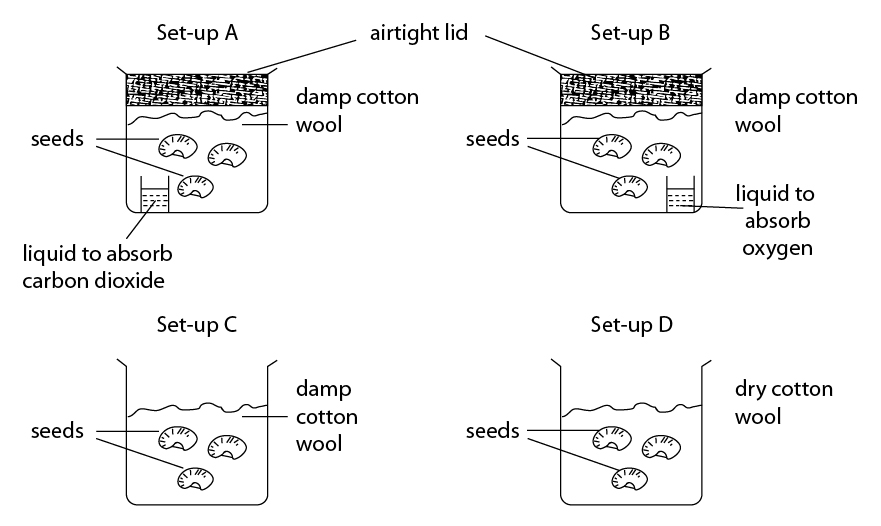 Set-up A
airtight lid
Set-up B
damp cotton
wool
damp cotton
wool
seeds
seeds
liquid to absorb
carbon dioxide
liquid to
absorb
oxygen
Set-up C
Set-up D
damp
cotton
wool
dry cotton
wool
seeds
seeds